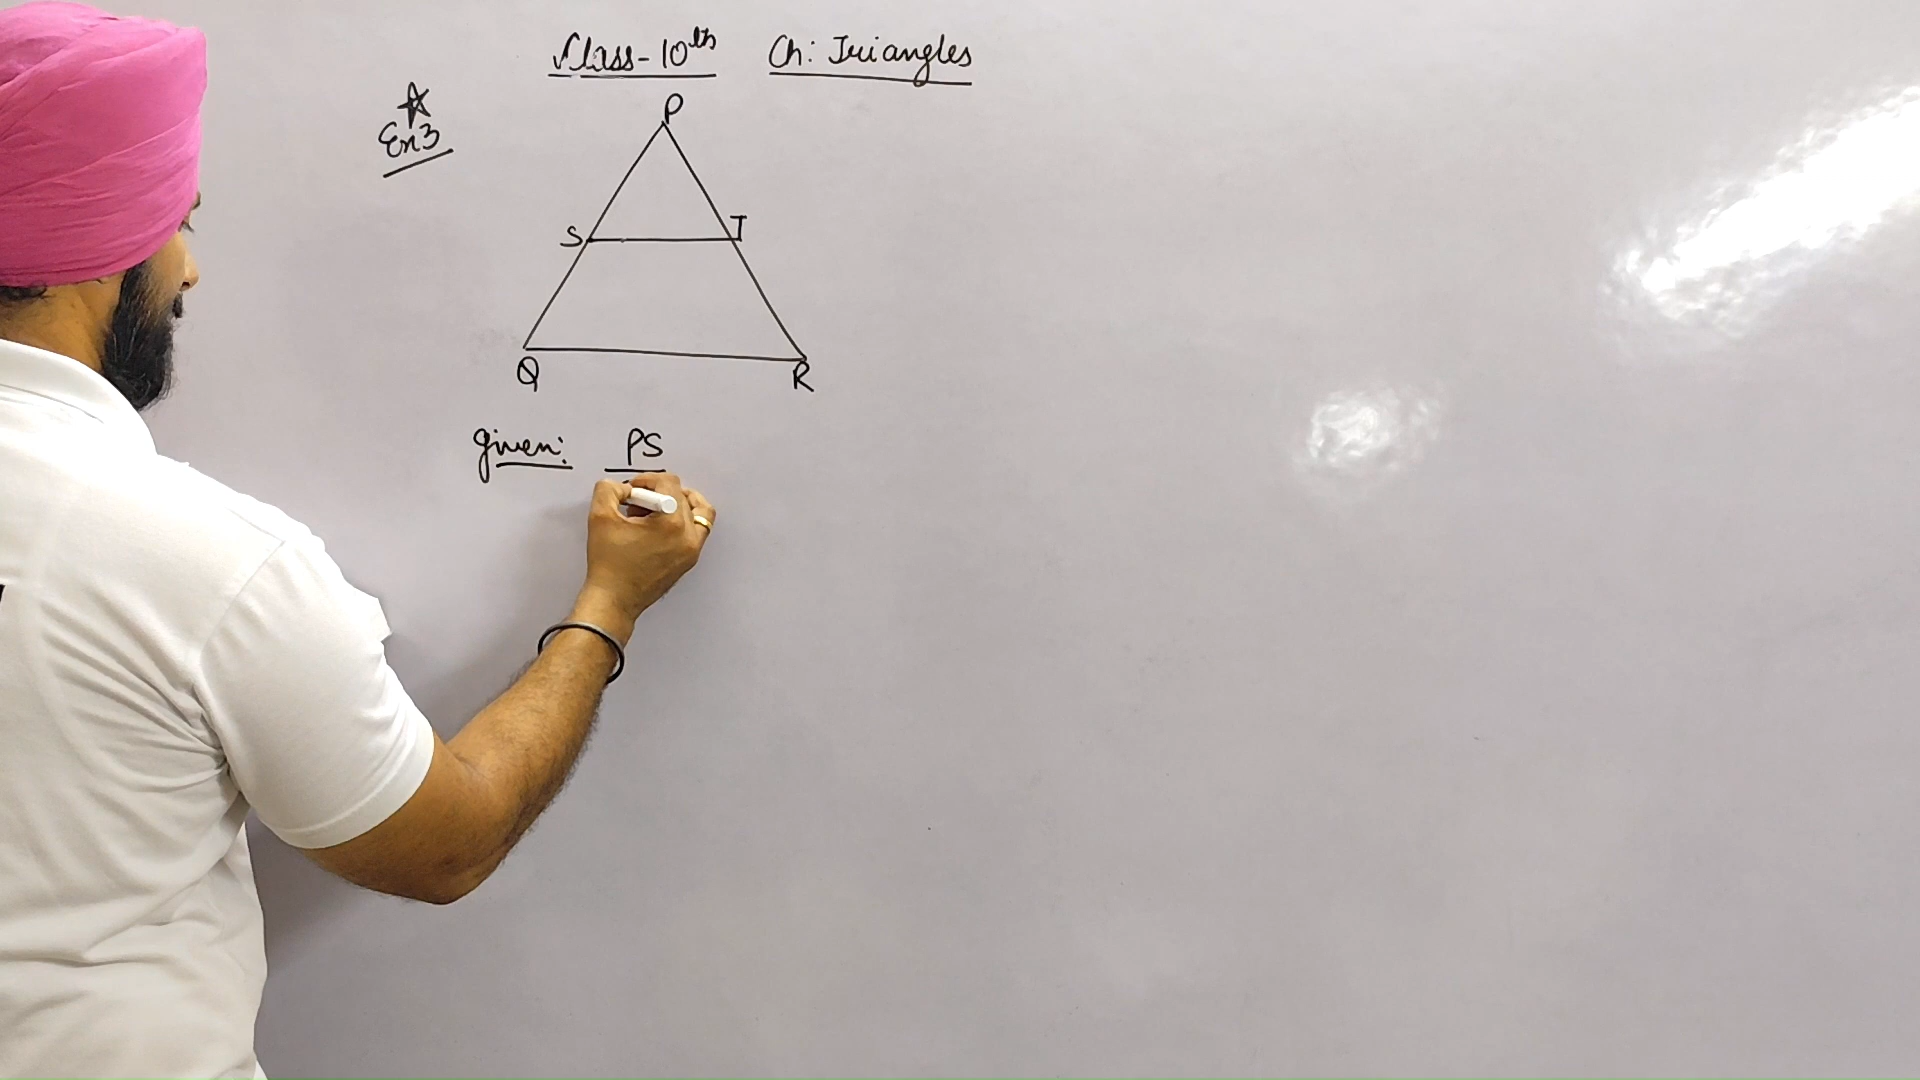 Class-10th Ch: Triangles
Ex3
P
S T
Q R
Given: PS